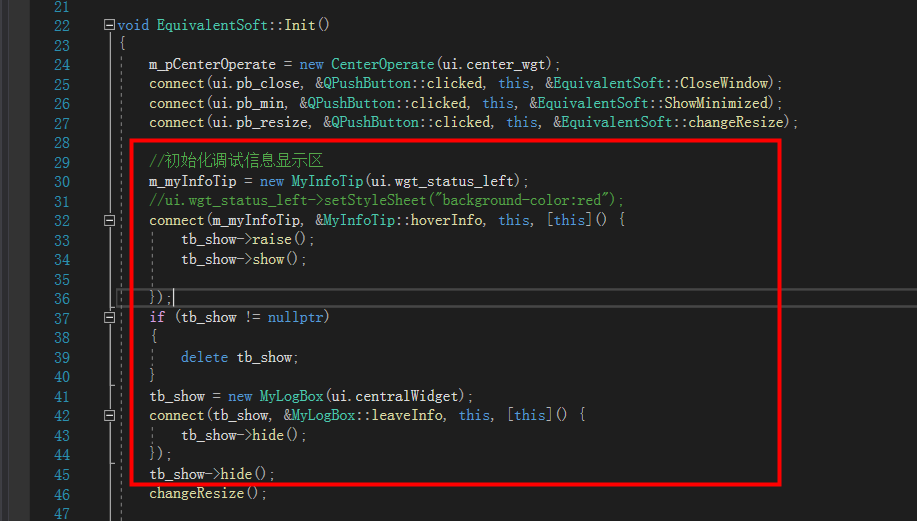 21
22 void EquivalentSoft::Init()
23 {
24 m_pCenterOperate = new CenterOperate(ui.center_wgt);
25 connect(ui.pb_close, &QPushButton::clicked, this, &EquivalentSoft::CloseWindow);
26 connect(ui.pb_min, &QPushButton::clicked, this, &EquivalentSoft::ShowMinimized);
27 connect(ui.pb_resize, &QPushButton::clicked, this, &EquivalentSoft::changeResize);
28
29 //初始化调试信息显示区
30 m_myInfoTip = new MyInfoTip(ui.wgt_status_left);
31 //ui.wgt_status_left->setStyleSheet("background-color:red");
32 connect(m_myInfoTip, &MyInfoTip::hoverInfo, this, [this]() {
33 tb_show->raise();
34 tb_show->show();
35
36 });
37 if (tb_show != nullptr)
38 {
39 delete tb_show;
40 }
41 tb_show = new MyLogBox(ui.centralWidget);
42 connect(tb_show, &MyLogBox::leaveInfo, this, [this]() {
43 tb_show->hide();
44 });
45 tb_show->hide();
46 changeResize();
47